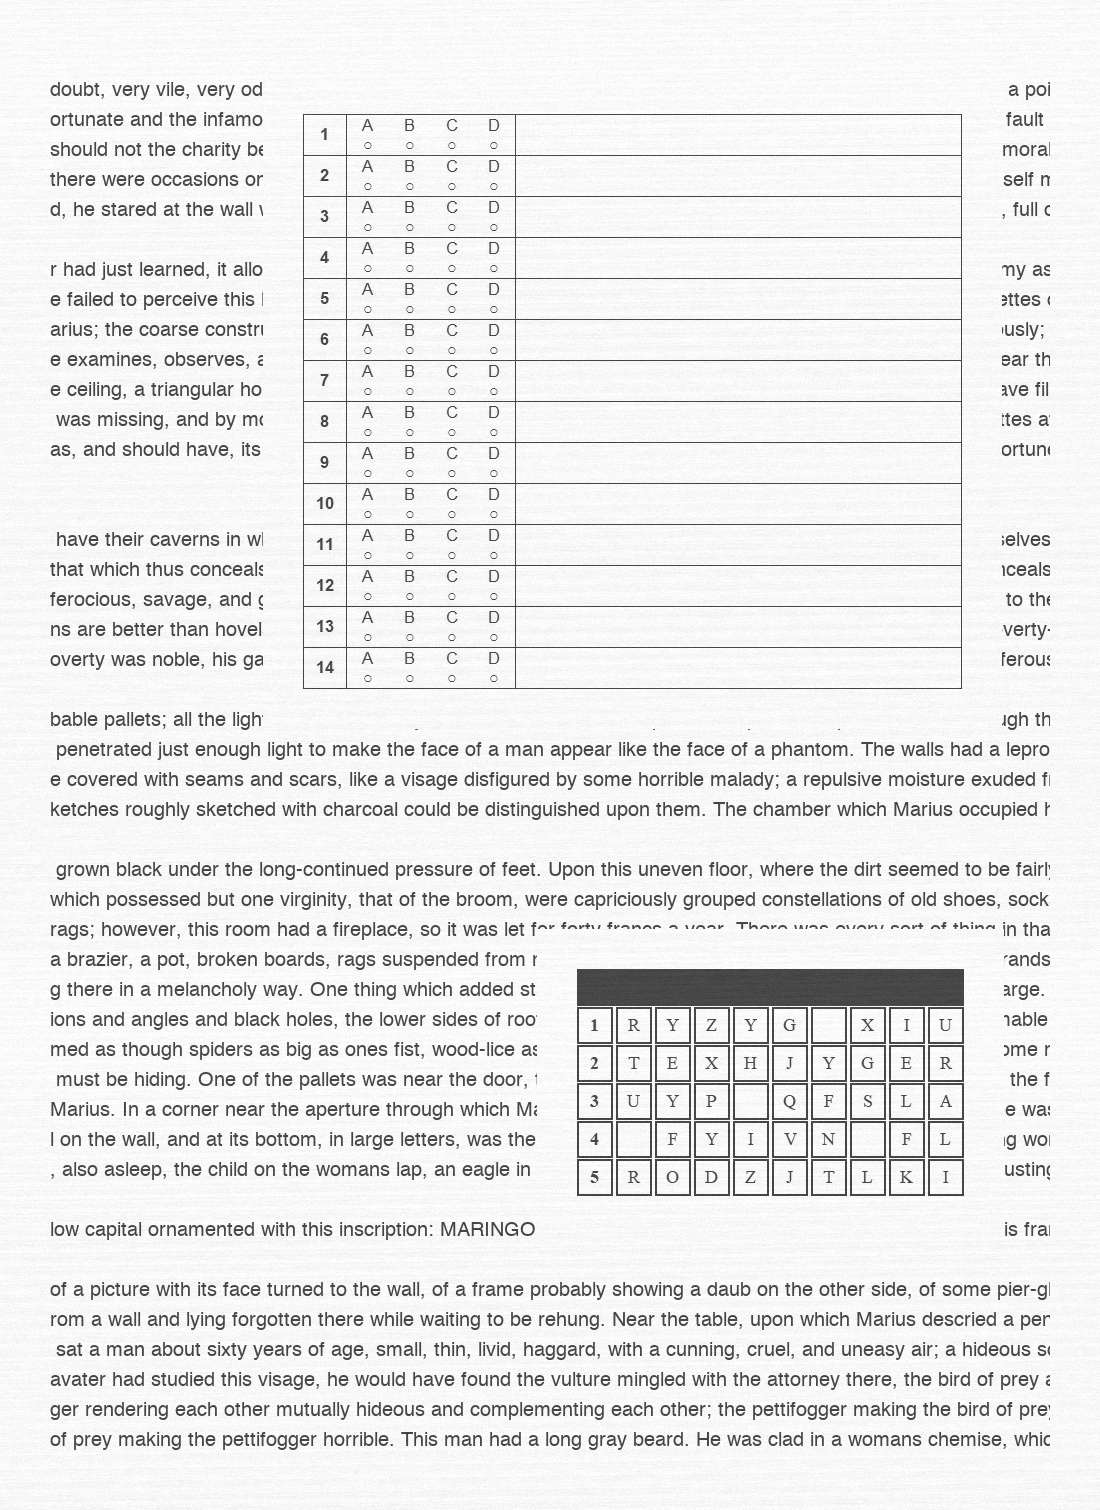 doubt, very vile, very od a poi
ortunate and the infamo fault
should not the charity be moral
there were occasions or self m
d, he stared at the wall , full
r had just learned, it allo my as
e failed to perceive this ettes
arius; the coarse constru ously;
e examines, observes, a ear th
e ceiling, a triangular ho ave fil
was missing, and by mo ttes a
as, and should have, its ortune
have their caverns in wh selves
that which thus conceals nceals
ferocious, savage, and g to the
ns are better than hovel verty-
overty was noble, his ga ferous
1 A B C D
2 A B C D
3 A B C D
4 A B C D
5 A B C D
6 A B C D
7 A B C D
8 A B C D
9 A B C D
10 A B C D
11 A B C D
12 A B C D
13 A B C D
14 A B C D
bable pallets; all the light ugh th
penetrated just enough light to make the face of a man appear like the face of a phantom. The walls had a lepro
e covered with seams and scars, like a visage disfigured by some horrible malady; a repulsive moisture exuded fr
ketches roughly sketched with charcoal could be distinguished upon them. The chamber which Marius occupied h
grown black under the long-continued pressure of feet. Upon this uneven floor, where the dirt seemed to be fairly
which possessed but one virginity, that of the broom, were capriciously grouped constellations of old shoes, sock
rags; however, this room had a fireplace, so it was let for forty francs a year. There was every sort of thing in tha
a brazier, a pot, broken boards, rags suspended from rands
g there in a melancholy way. One thing which added st arge.
ions and angles and black holes, the lower sides of roo nable
med as though spiders as big as ones fist, wood-lice as ome
must be hiding. One of the pallets was near the door, the f
Marius. In a corner near the aperture through which Ma e was
l on the wall, and at its bottom, in large letters, was the ng wo
, also asleep, the child on the womans lap, an eagle in usting
1 R Y Z Y G X I U
2 T E X H J Y G E R
3 U Y P Q F S L A
4 F Y I V N F L
5 R O D Z J T L K I
low capital ornamented with this inscription: MARINGO is fra
of a picture with its face turned to the wall, of a frame probably showing a daub on the other side, of some pier-gl
rom a wall and lying forgotten there while waiting to be rehung. Near the table, upon which Marius descried a pen
sat a man about sixty years of age, small, thin, livid, haggard, with a cunning, cruel, and uneasy air; a hideous sc
avater had studied this visage, he would have found the vulture mingled with the attorney there, the bird of prey a
ger rendering each other mutually hideous and complementing each other; the pettifogger making the bird of prey
of prey making the pettifogger horrible. This man had a long gray beard. He was clad in a womans chemise, whic